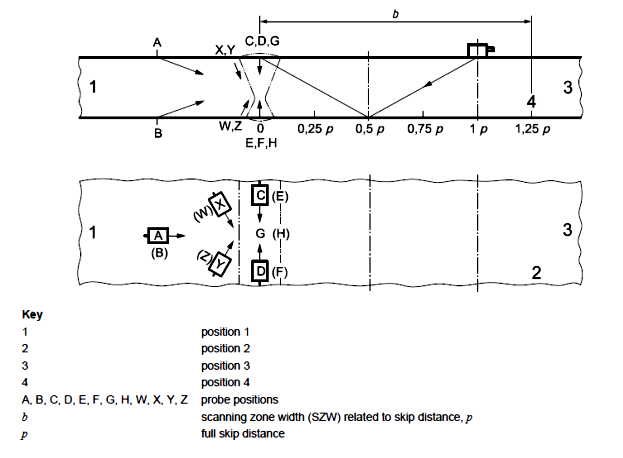 b
A
X,Y
C,D,G
1
3
4
B
W,Z
0
0,25 p
0,5 p
0,75 p
1 p
1,25 p
E,F,H
C (E)
(W) X
1
A
G (H)
3
(B)
(Z) Y
D (F)
2
Key
1 position 1
2 position 2
3 position 3
4 position 4
A, B, C, D, E, F, G, H, W, X, Y, Z probe positions
b scanning zone width (SZW) related to skip distance, p
p full skip distance